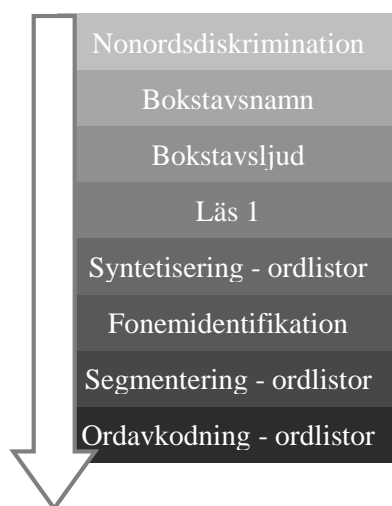 Nonordsdiskrimination
Bokstavsnamn
Bokstavsljud
Läs 1
Syntetisering - ordlistor
Fonemidentifikation
Segmentering - ordlistor
Ordavkodning - ordlistor